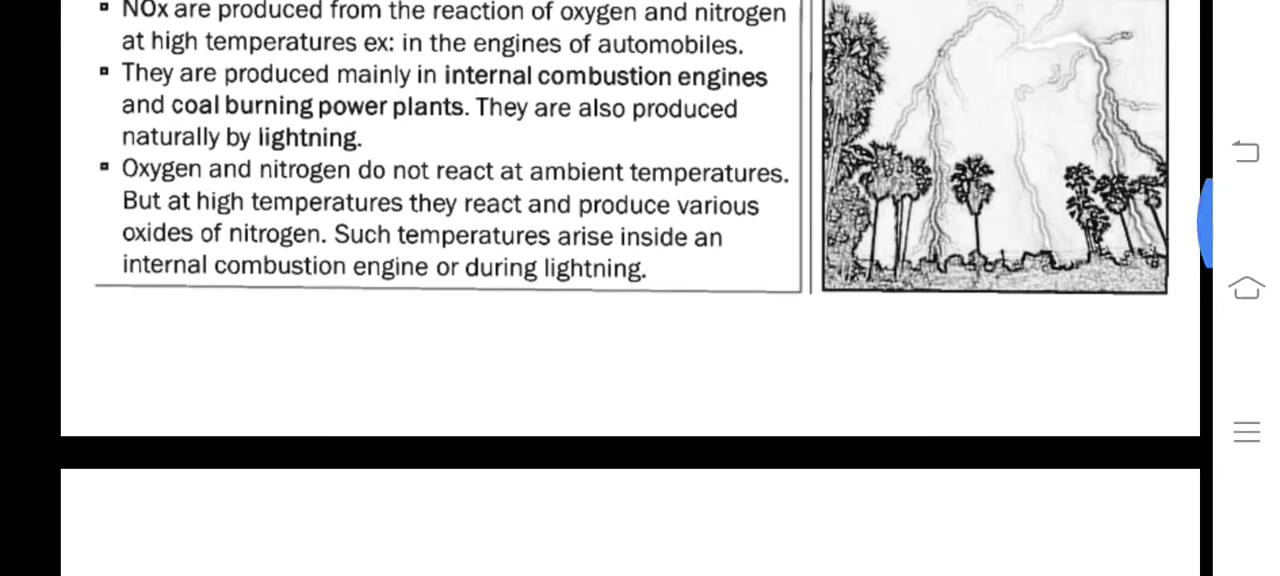 NOx are produced from the reaction of oxygen and nitrogen
at high temperatures ex: in the engines of automobiles.
They are produced mainly in internal combustion engines
and coal burning power plants. They are also produced
naturally by lightning.
Oxygen and nitrogen do not react at ambient temperatures.
But at high temperatures they react and produce various
oxides of nitrogen. Such temperatures arise inside an
internal combustion engine or during lightning.